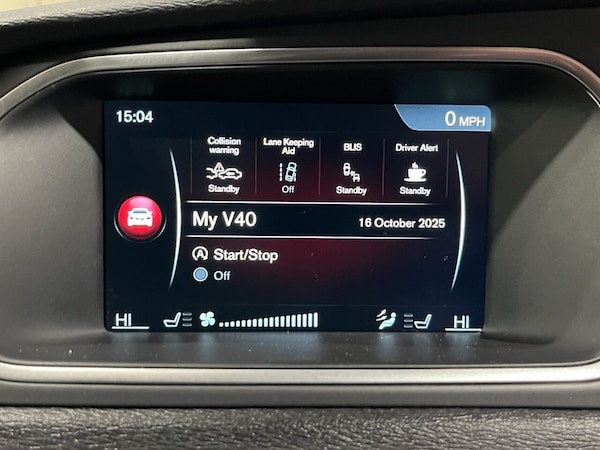 15:04
0 MPH
Collision warning
Lane Keeping Aid
BLIS
Driver Alert
Standby
Off
Standby
Standby
My V40
16 October 2025
A Start/Stop
Off
HI
HI